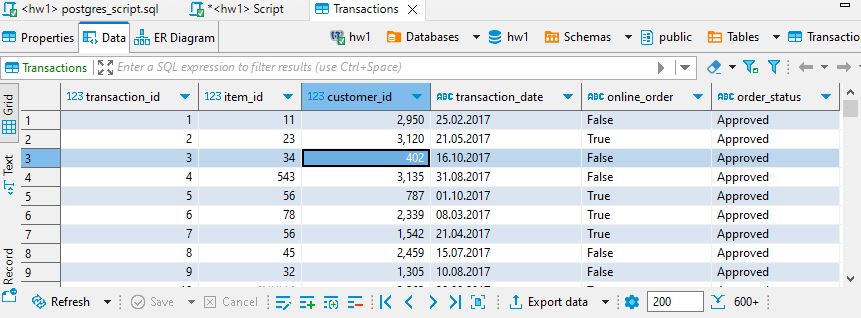 <hw1> postgres_script.sql *<hw1> Script Transactions
Properties Data ER Diagram hw1 Databases hw1 Schemas public Tables Transactio
Transactions Enter a SQL expression to filter results (use Ctrl+Space)
Grid
Text
Record
123 transaction_id 123 item_id 123 customer_id ABC transaction_date ABC online_order ABC order_status
1 1 11 2,950 25.02.2017 False Approved
2 2 23 3,120 21.05.2017 True Approved
3 3 34 402 16.10.2017 False Approved
4 4 543 3,135 31.08.2017 False Approved
5 5 56 787 01.10.2017 True Approved
6 6 78 2,339 08.03.2017 True Approved
7 7 56 1,542 21.04.2017 True Approved
8 8 45 2,459 15.07.2017 False Approved
9 9 32 1,305 10.08.2017 False Approved
Refresh Save Cancel Export data 200 600+